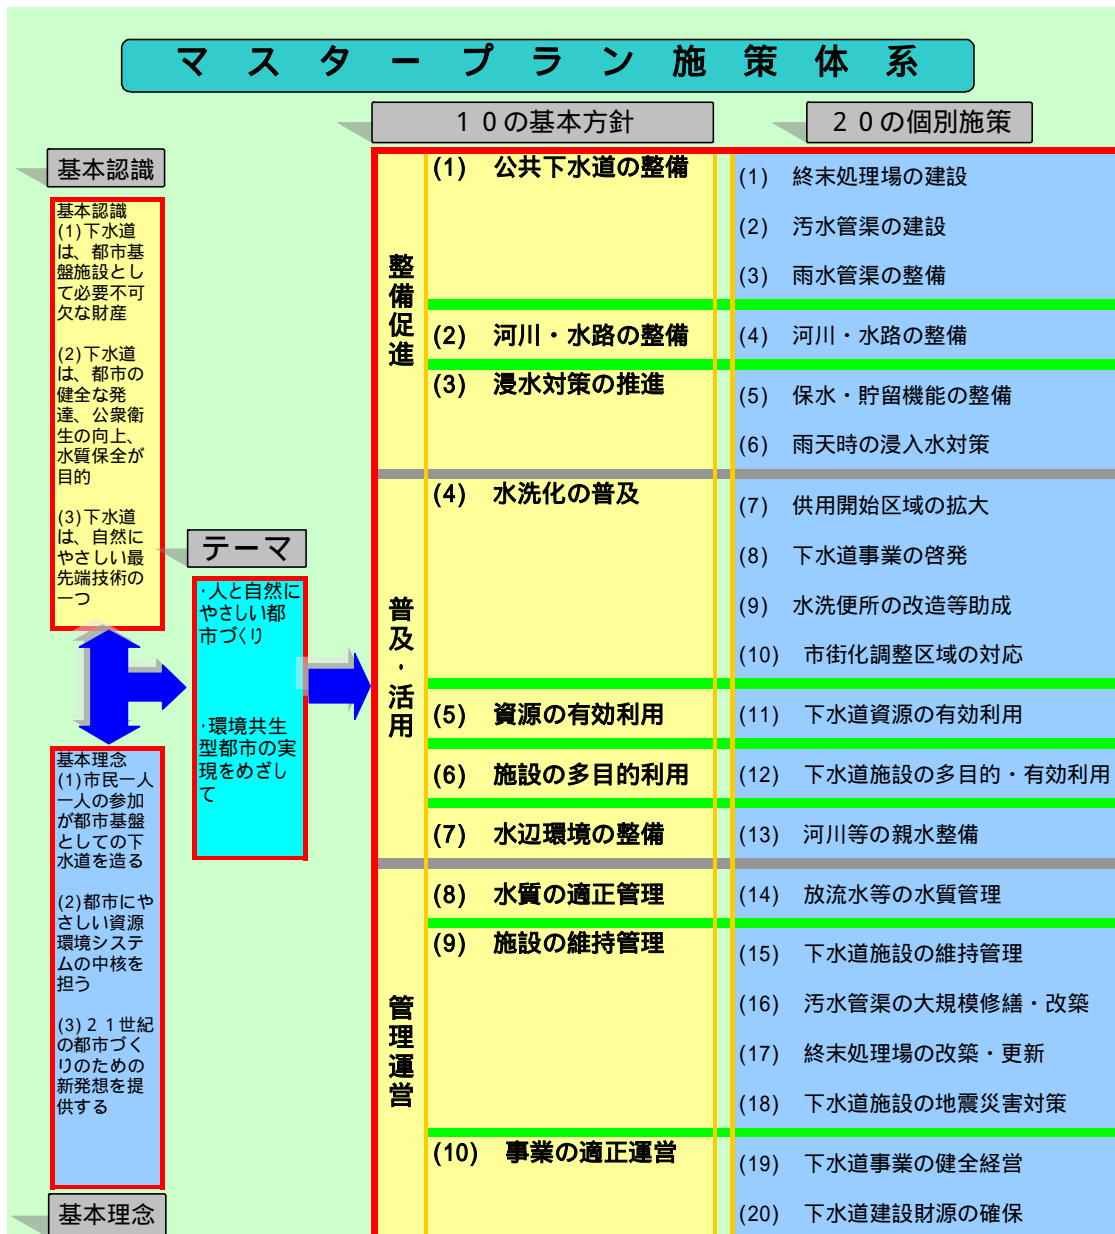 マスタープラン施策体系
10の基本方針
20の個別施策
基本認識
基本認識
(1)下水道
は、都市基
盤施設とし
て必要不可
欠な財産
(2)下水道
は、都市の
健全な発
達、公衆衛
生の向上、
水質保全が
目的
(3)下水道
は、自然に
やさしい最
先端技術の
一つ
テーマ
・人と自然に
やさしい都
市づくり
・環境共生
型都市の実
現をめざし
て
基本理念
(1)市民一人
一人の参加
が都市基盤
としての下
水道を造る
(2)都市にや
さしい資源
環境システ
ムの中核を
担う
(3)21世紀
の都市づく
りのための
新発想を提
供する
基本理念
整備促進
(1) 公共下水道の整備
(1) 終末処理場の建設
(2) 汚水管渠の建設
(3) 雨水管渠の整備
(2) 河川・水路の整備
(4) 河川・水路の整備
(3) 浸水対策の推進
(5) 保水・貯留機能の整備
(6) 雨天時の浸入水対策
普及・活用
(4) 水洗化の普及
(7) 供用開始区域の拡大
(8) 下水道事業の啓発
(9) 水洗便所の改造等助成
(10) 市街化調整区域の対応
(5) 資源の有効利用
(11) 下水道資源の有効利用
(6) 施設の多目的利用
(12) 下水道施設の多目的・有効利用
(7) 水辺環境の整備
(13) 河川等の親水整備
管理運営
(8) 水質の適正管理
(14) 放流水等の水質管理
(9) 施設の維持管理
(15) 下水道施設の維持管理
(16) 汚水管渠の大規模修繕・改築
(17) 終末処理場の改築・更新
(18) 下水道施設の地震災害対策
(10) 事業の適正運営
(19) 下水道事業の健全経営
(20) 下水道建設財源の確保